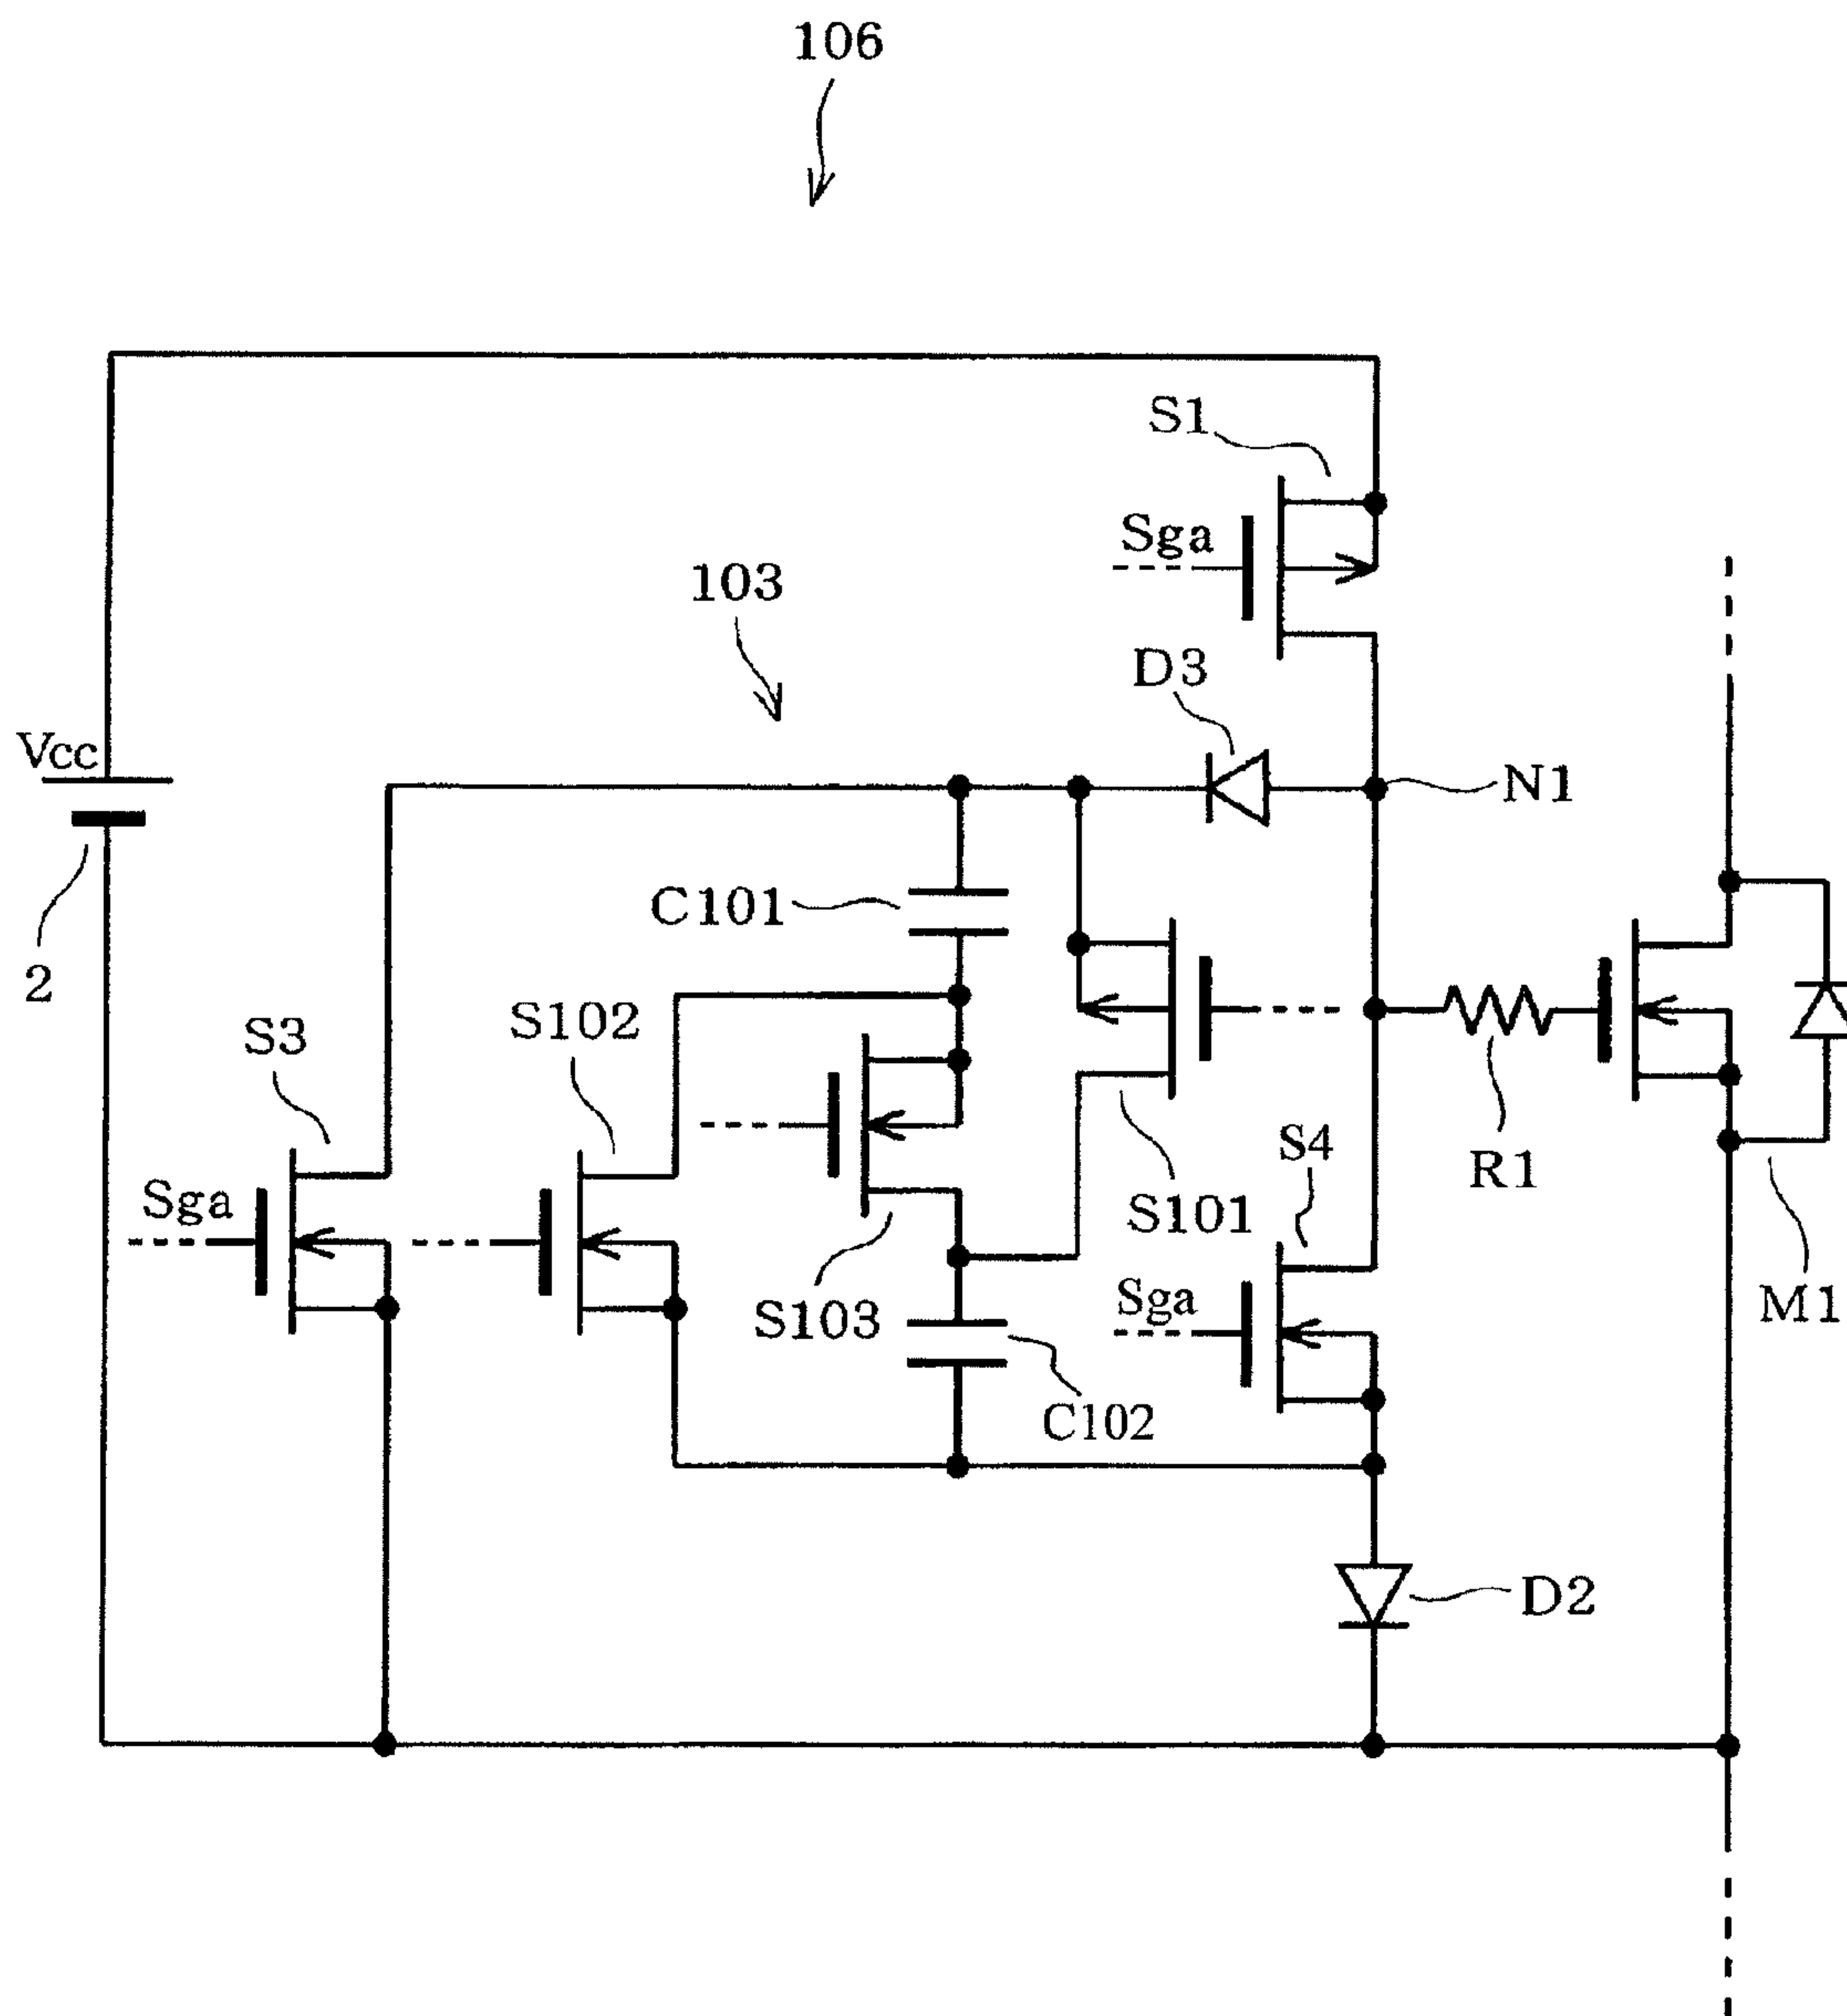 106
S1
Sga
103
D3
Vcc
N1
C101
2
S102
S3
S4
R1
Sga
S101
Sga
M1
S103
C102
D2